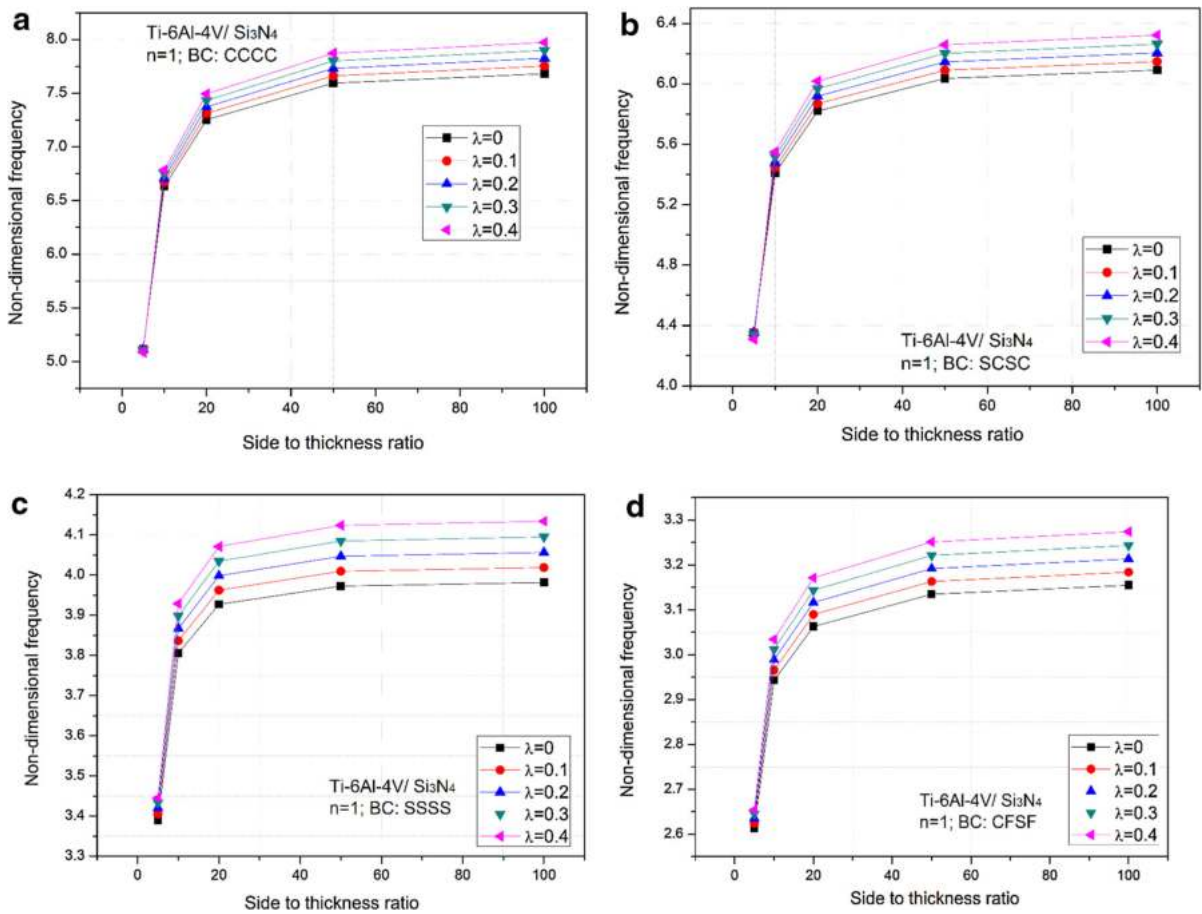 a
Ti-6Al-4V/ Si₃N₄
n=1; BC: CCCC
Non-dimensional frequency
8.0
7.5
7.0
6.5
6.0
5.5
5.0
λ=0
λ=0.1
λ=0.2
λ=0.3
λ=0.4
0 20 40 60 80 100
Side to thickness ratio
b
Non-dimensional frequency
6.4
6.0
5.6
5.2
4.8
4.4
4.0
λ=0
λ=0.1
λ=0.2
λ=0.3
λ=0.4
Ti-6Al-4V/ Si₃N₄
n=1; BC: SCSC
0 20 40 60 80 100
Side to thickness ratio
c
Non-dimensional frequency
4.2
4.1
4.0
3.9
3.8
3.7
3.6
3.5
3.4
3.3
λ=0
λ=0.1
λ=0.2
λ=0.3
λ=0.4
Ti-6Al-4V/ Si₃N₄
n=1; BC: SSSS
0 20 40 60 80 100
Side to thickness ratio
d
Non-dimensional frequency
3.3
3.2
3.1
3.0
2.9
2.8
2.7
2.6
λ=0
λ=0.1
λ=0.2
λ=0.3
λ=0.4
Ti-6Al-4V/ Si₃N₄
n=1; BC: CFSF
0 20 40 60 80 100
Side to thickness ratio